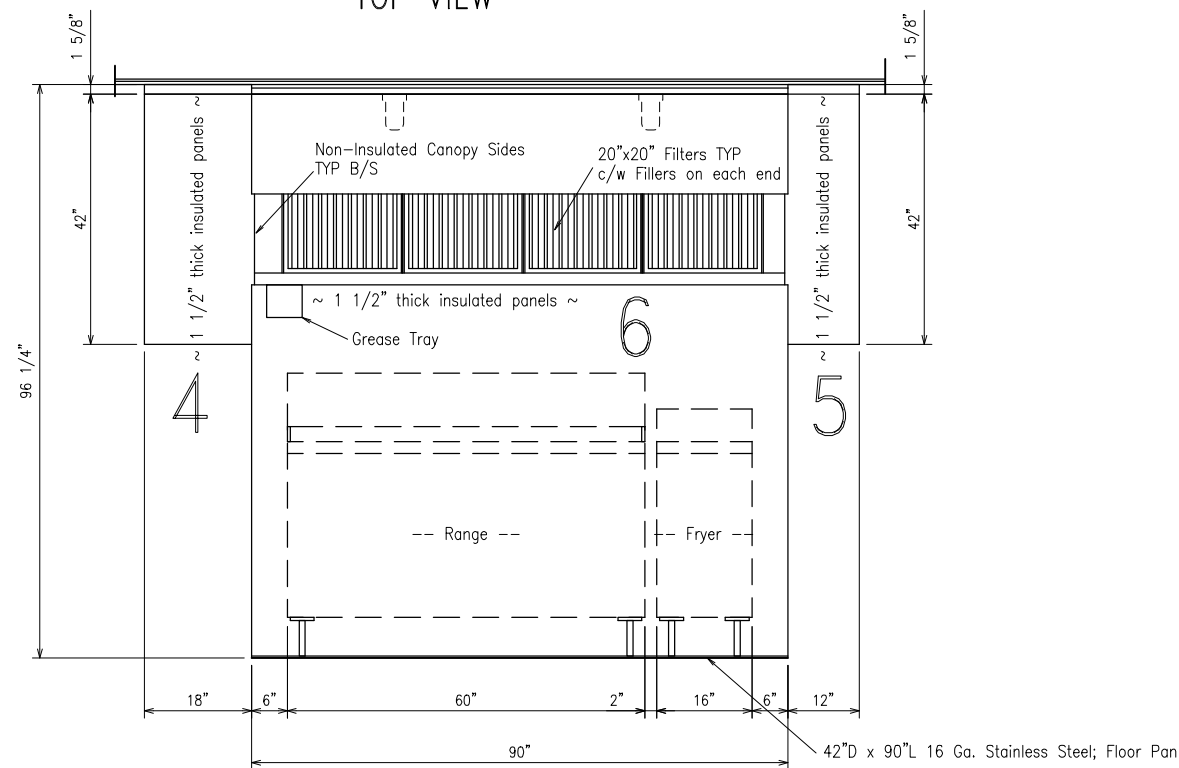 TOP VIEW
1 5/8"
1 5/8"
~ 1 1/2" thick insulated panels ~
~ 1 1/2" thick insulated panels ~
Non-Insulated Canopy Sides
TYP B/S
20"x20" Filters TYP
c/w Fillers on each end
42"
42"
~ 1 1/2" thick insulated panels ~
6
Grease Tray
96 1/4"
4
5
-- Range --
-- Fryer --
18"
6"
60"
2"
16"
6"
12"
90"
42"D x 90"L 16 Ga. Stainless Steel; Floor Pan